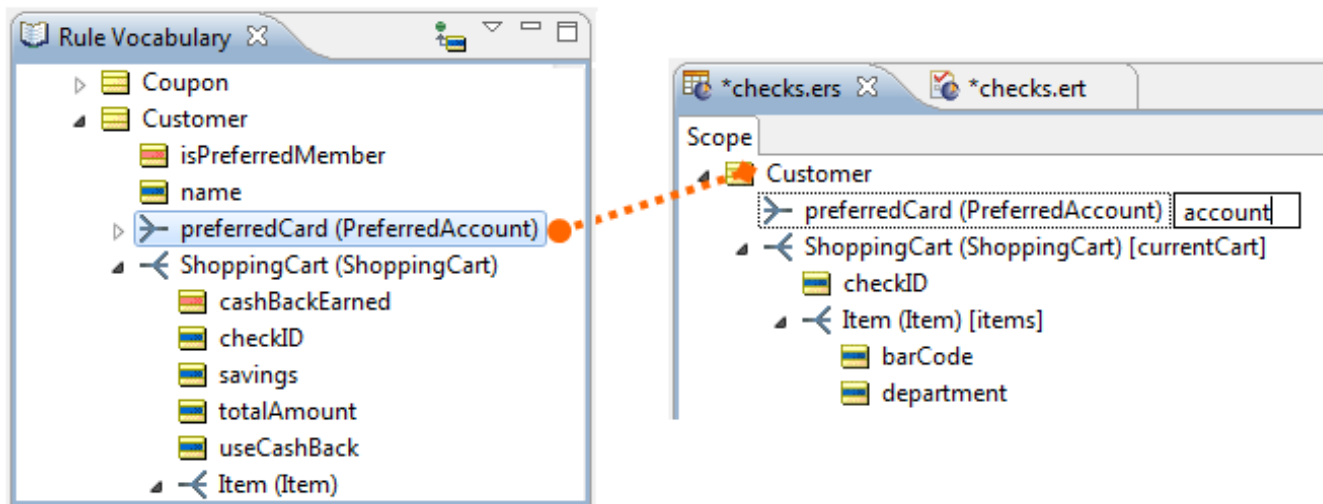 Rule Vocabulary
Coupon
Customer
isPreferredMember
name
preferredCard (PreferredAccount)
ShoppingCart (ShoppingCart)
cashBackEarned
checkID
savings
totalAmount
useCashBack
Item (Item)
*checks.ers
*checks.ert
Scope
Customer
preferredCard (PreferredAccount) account
ShoppingCart (ShoppingCart) [currentCart]
checkID
Item (Item) [items]
barCode
department